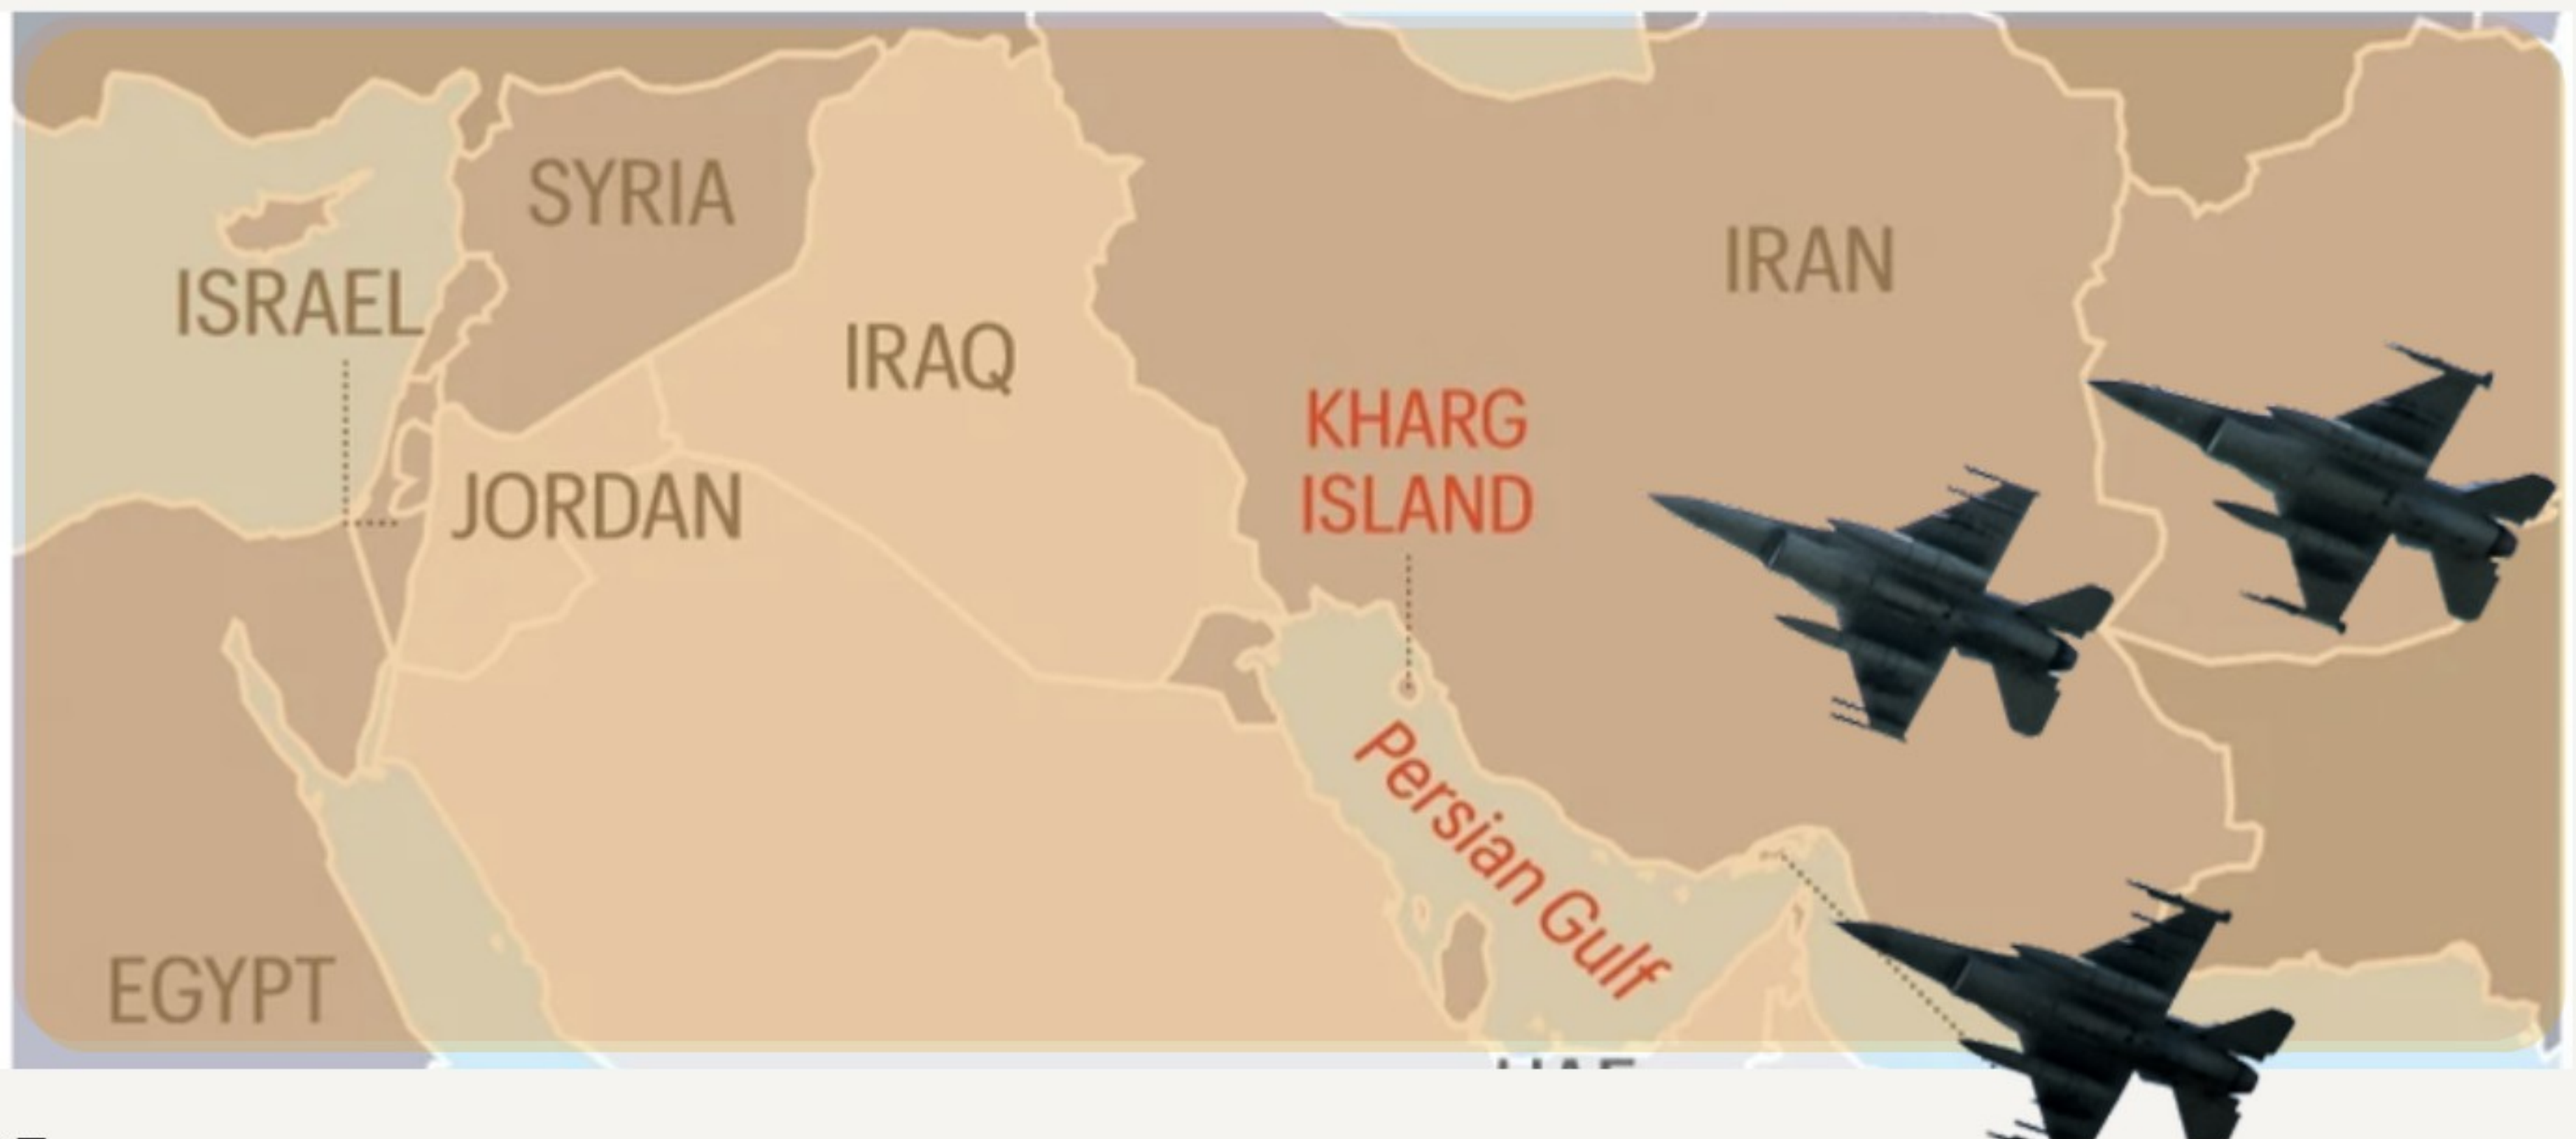 SYRIA
IRAN
ISRAEL
IRAQ
KHARG
ISLAND
JORDAN
Persian Gulf
EGYPT